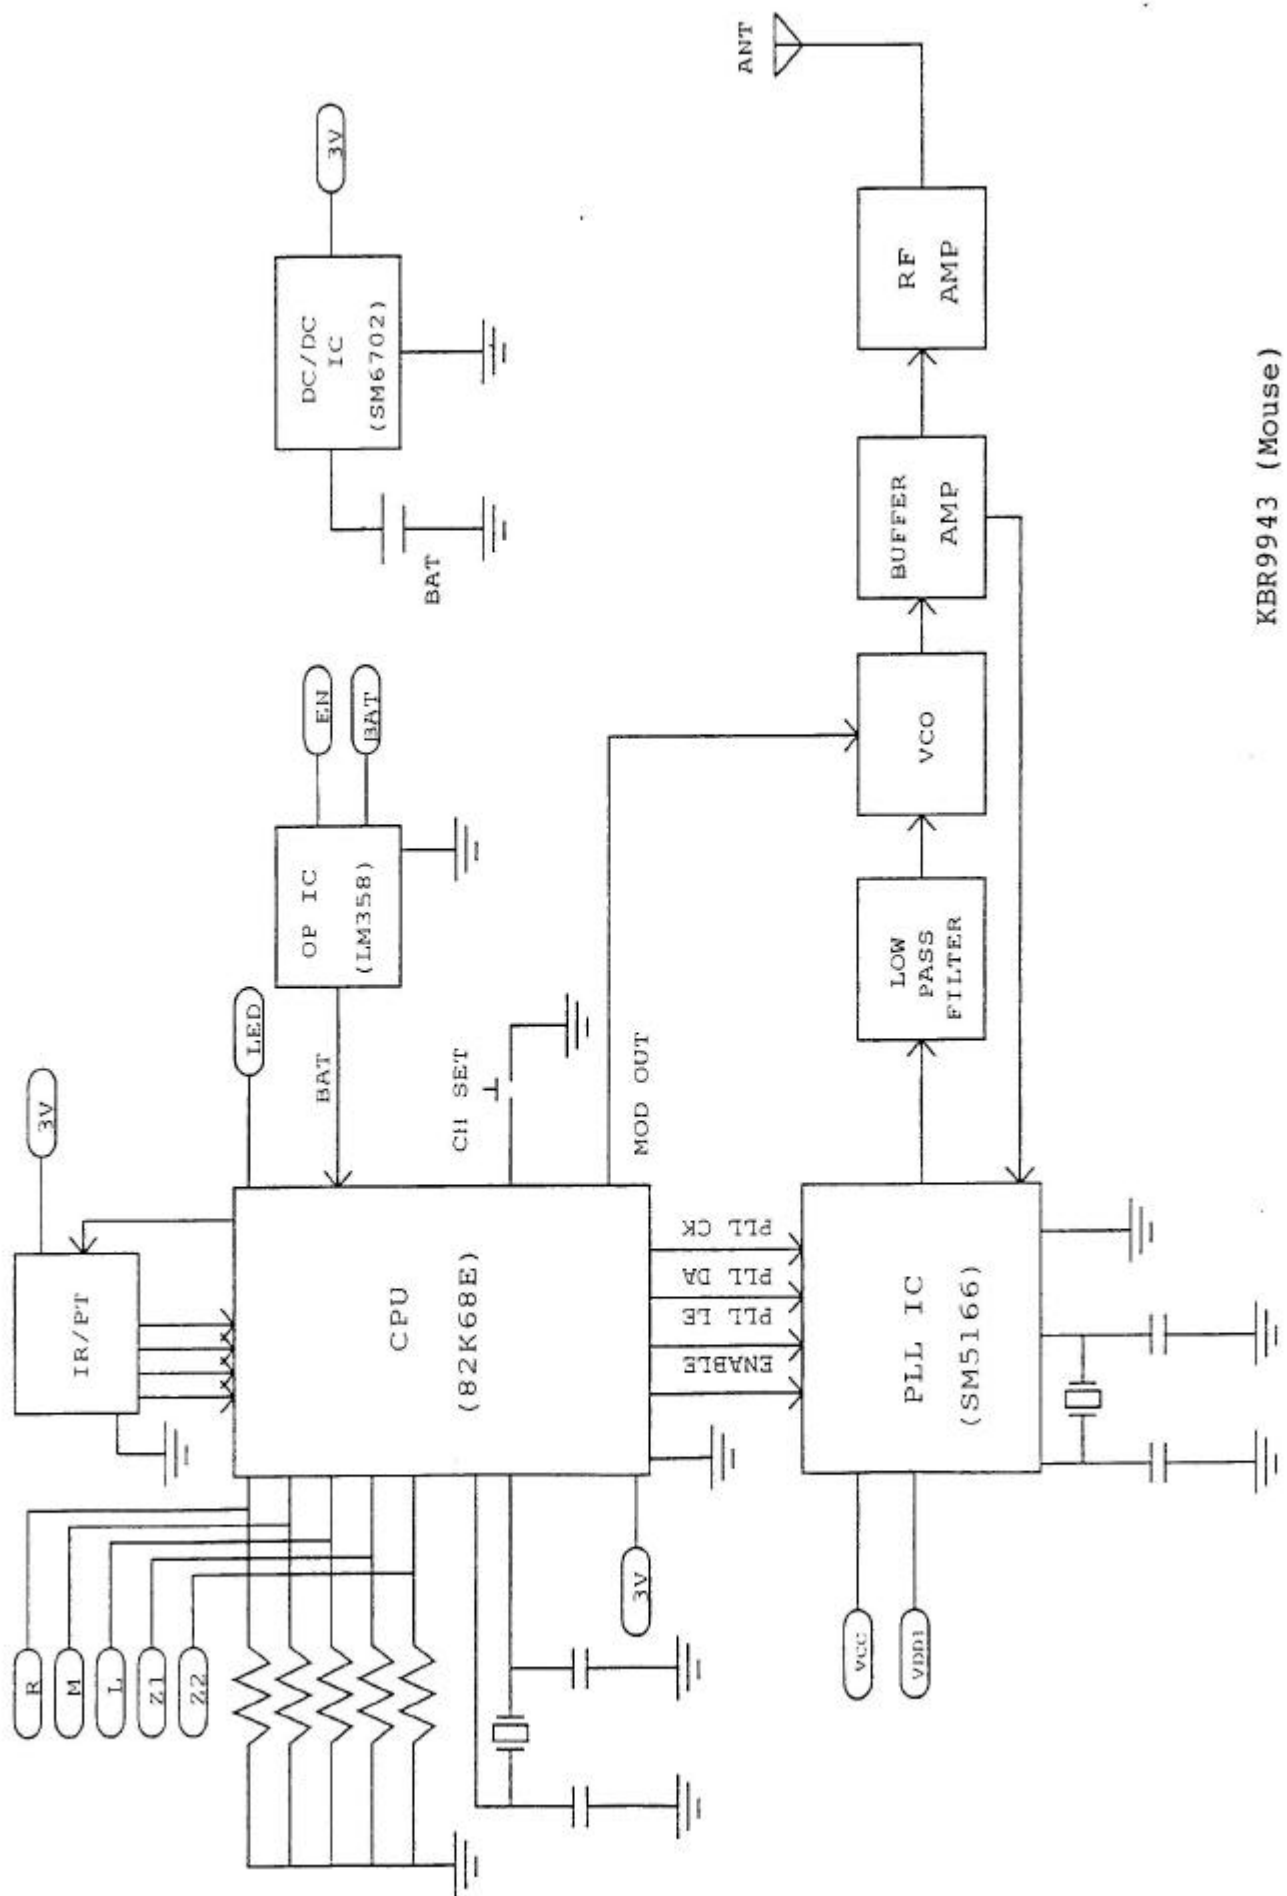 3V
IR/PT
R
M
L
Z1
Z2
LED
CPU
(82K68E)
3V
BAT
OP IC
(LM358)
EN
BAT
BAT
DC/DC
IC
(SM6702)
3V
CH SET
MOD OUT
ENABLE
PLL LE
PLL DA
PLL CK
VCC
VDD1
PLL IC
(SM5166)
LOW
PASS
FILTER
VCO
BUFFER
AMP
RF
AMP
ANT
KBR9943 (Mouse)